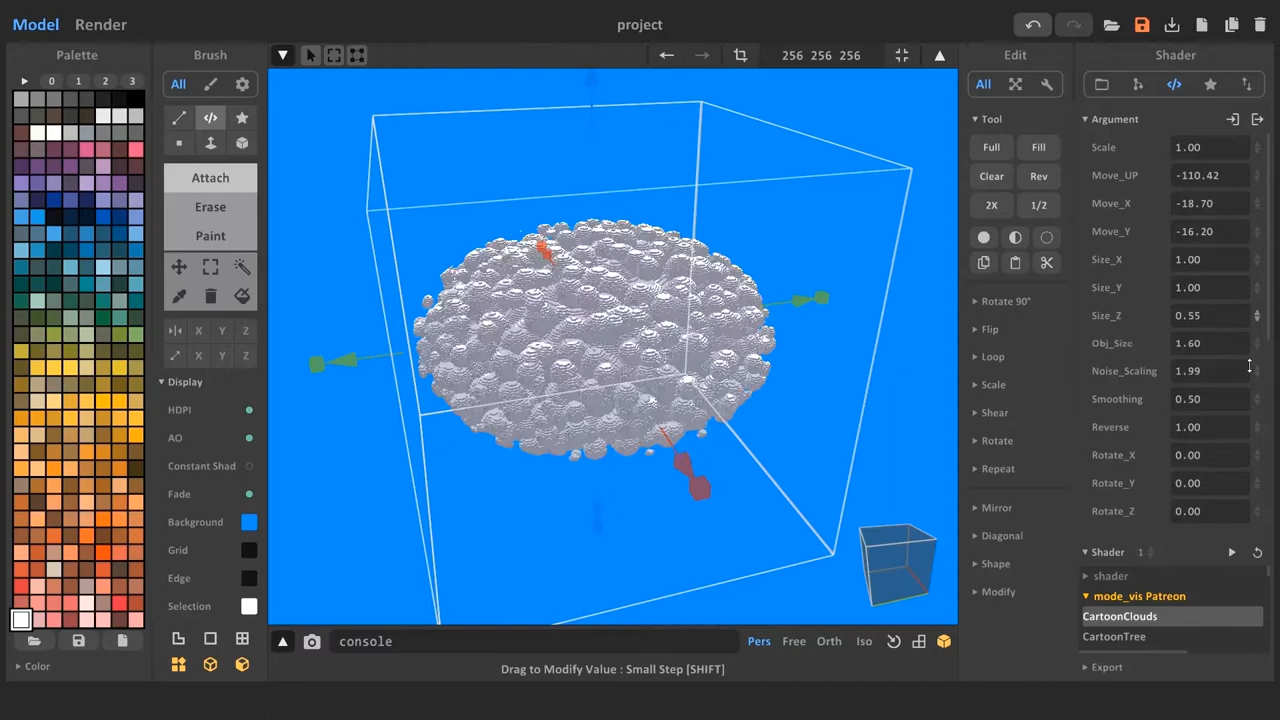 Model Render project
Palette
0 1 2 3
Color
Brush
All
Attach
Erase
Paint
X Y Z
X Y Z
Display
HDPI
AO
Constant Shad
Fade
Background
Grid
Edge
Selection
256 256 256
console
Pers Free Orth Iso
Drag to Modify Value : Small Step [SHIFT]
Edit
All
Tool
Full Fill
Clear Rev
2X 1/2
Rotate 90°
Flip
Loop
Scale
Shear
Rotate
Repeat
Mirror
Diagonal
Shape
Modify
Shader
Argument
Scale 1.00
Move_UP -110.42
Move_X -18.70
Move_Y -16.20
Size_X 1.00
Size_Y 1.00
Size_Z 0.55
Obj_Size 1.60
Noise_Scaling 1.99
Smoothing 0.50
Reverse 1.00
Rotate_X 0.00
Rotate_Y 0.00
Rotate_Z 0.00
Shader 1
shader
mode_vis Patreon
CartoonClouds
CartoonTree
Export